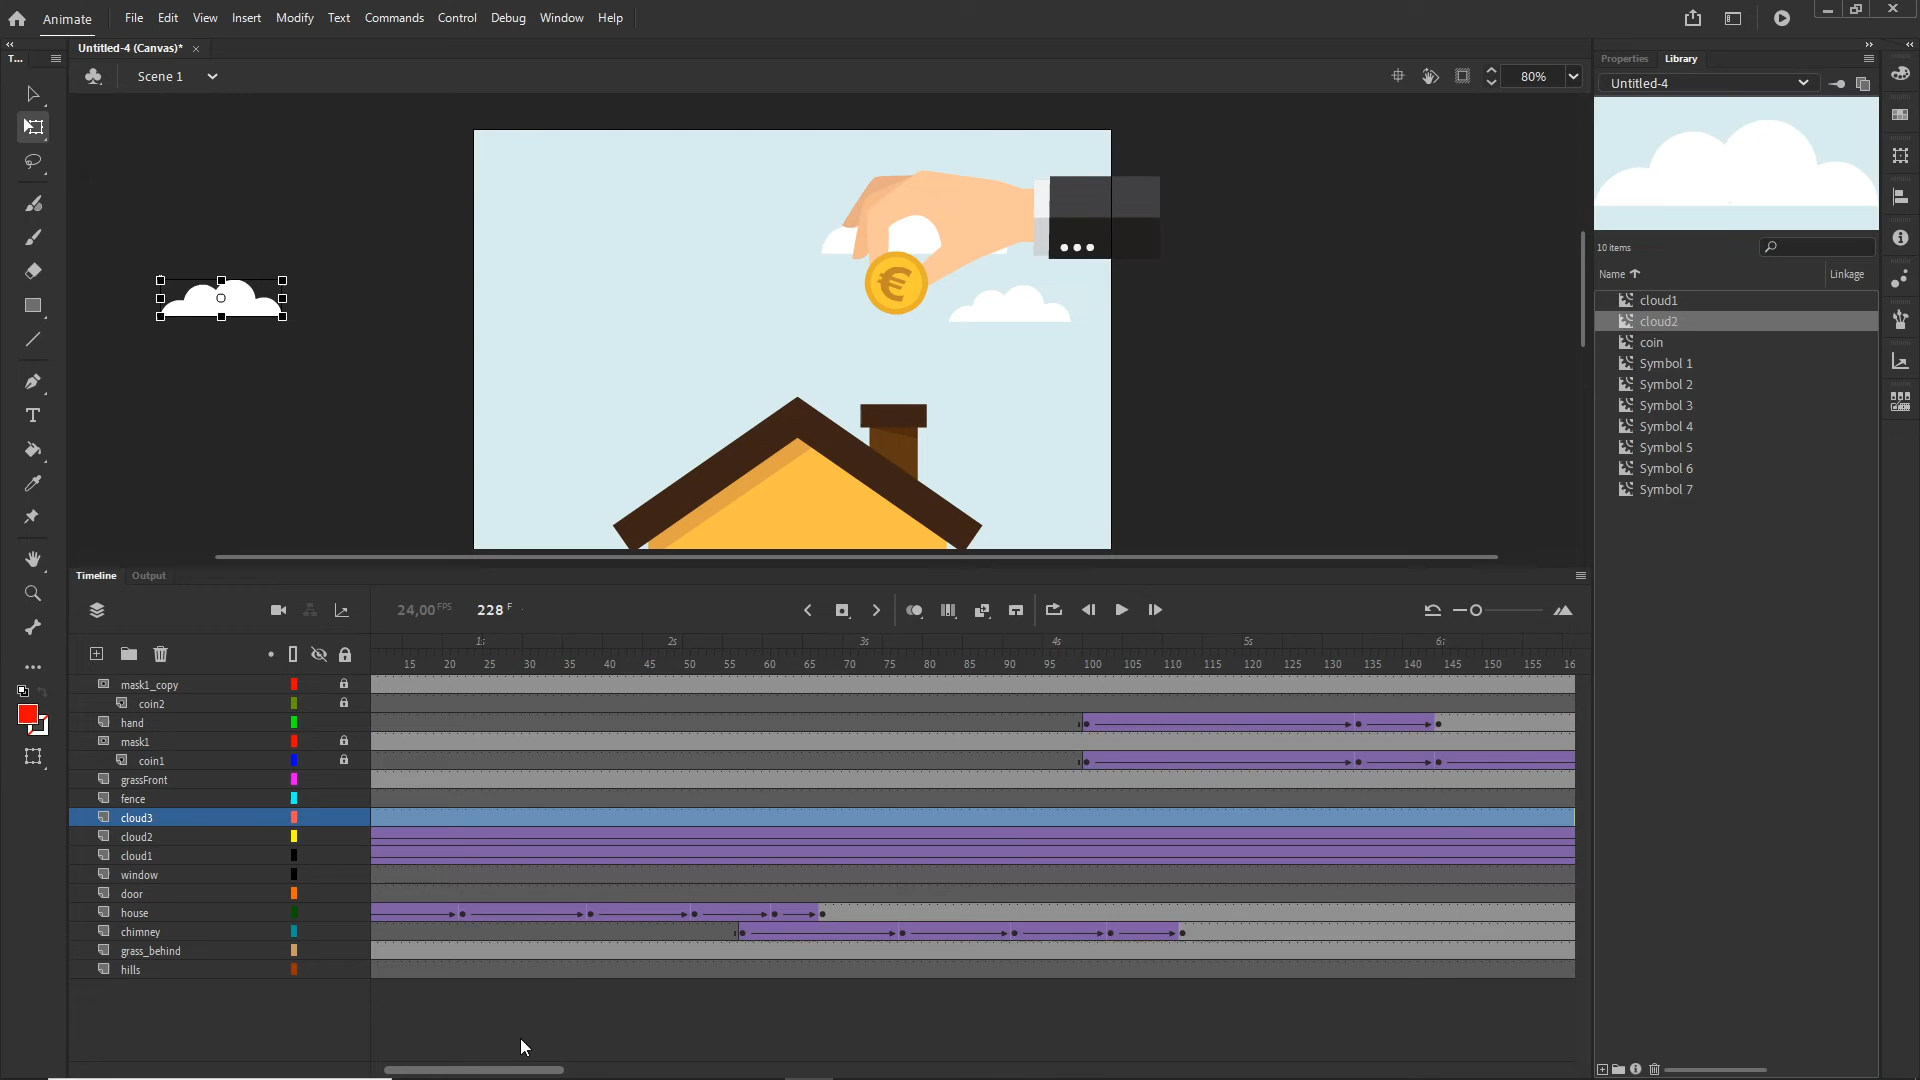 Animate
File Edit View Insert Modify Text Commands Control Debug Window Help
Untitled-4 (Canvas)* ×
T...
Scene 1
80%
Properties Library
Untitled-4
€
10 items
Name Linkage
cloud1
cloud2
coin
Symbol 1
Symbol 2
Symbol 3
Symbol 4
Symbol 5
Symbol 6
Symbol 7
Timeline Output
24,00 FPS 228 F
1s 2s 3s 4s 5s 6s
15 20 25 30 35 40 45 50 55 60 65 70 75 80 85 90 95 100 105 110 115 120 125 130 135 140 145 150 155 16
mask1_copy
coin2
hand
mask1
coin1
grassFront
fence
cloud3
cloud2
cloud1
window
door
house
chimney
grass_behind
hills